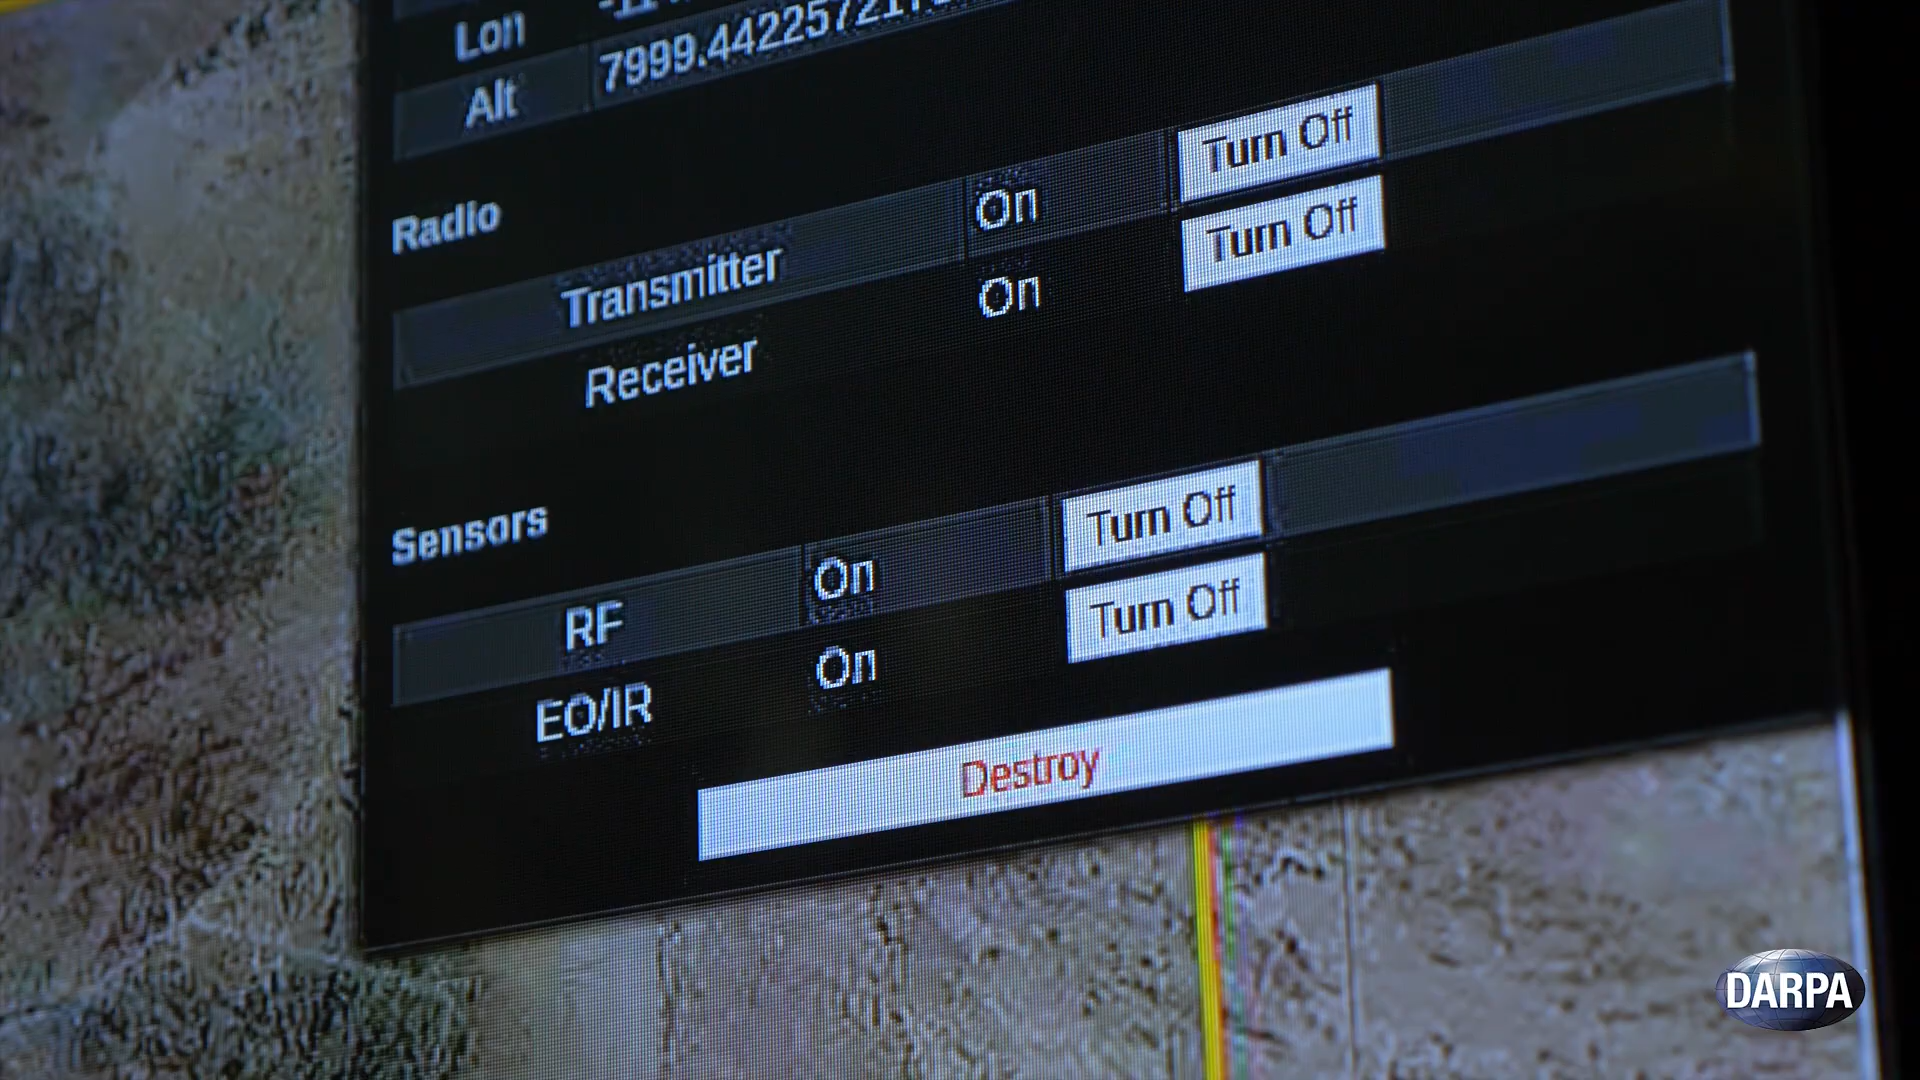 Lon
Alt 7999.442257217
Radio
Transmitter On Turn Off
Receiver On Turn Off
Sensors
RF On Turn Off
EO/IR On Turn Off
Destroy
DARPA